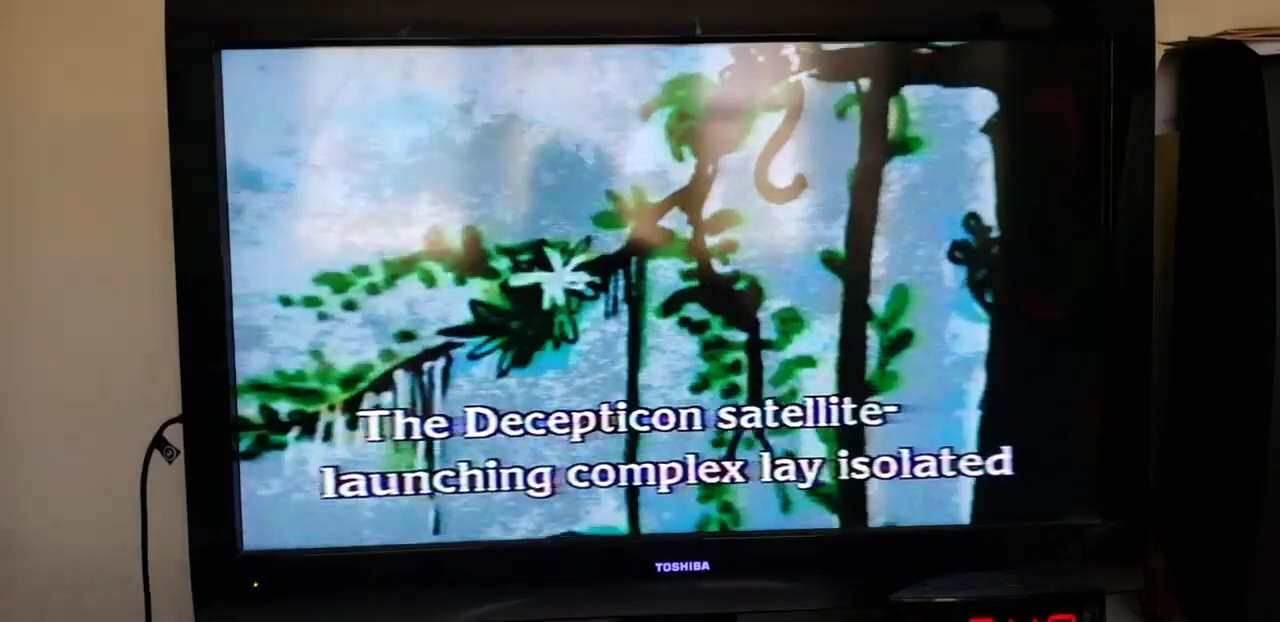 The Decepticon satellite-
launching complex lay isolated
TOSHIBA